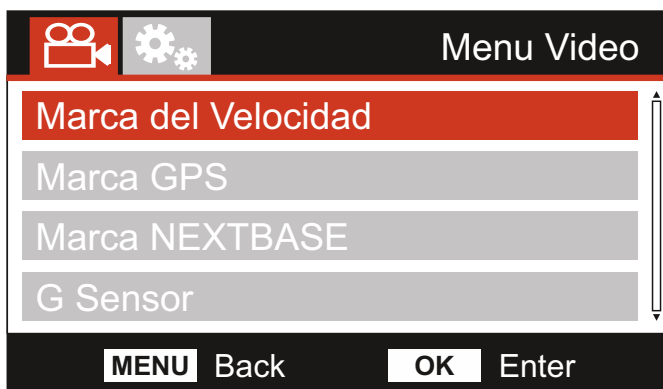 Menu Video
Marca del Velocidad
Marca GPS
Marca NEXTBASE
G Sensor
MENU Back OK Enter